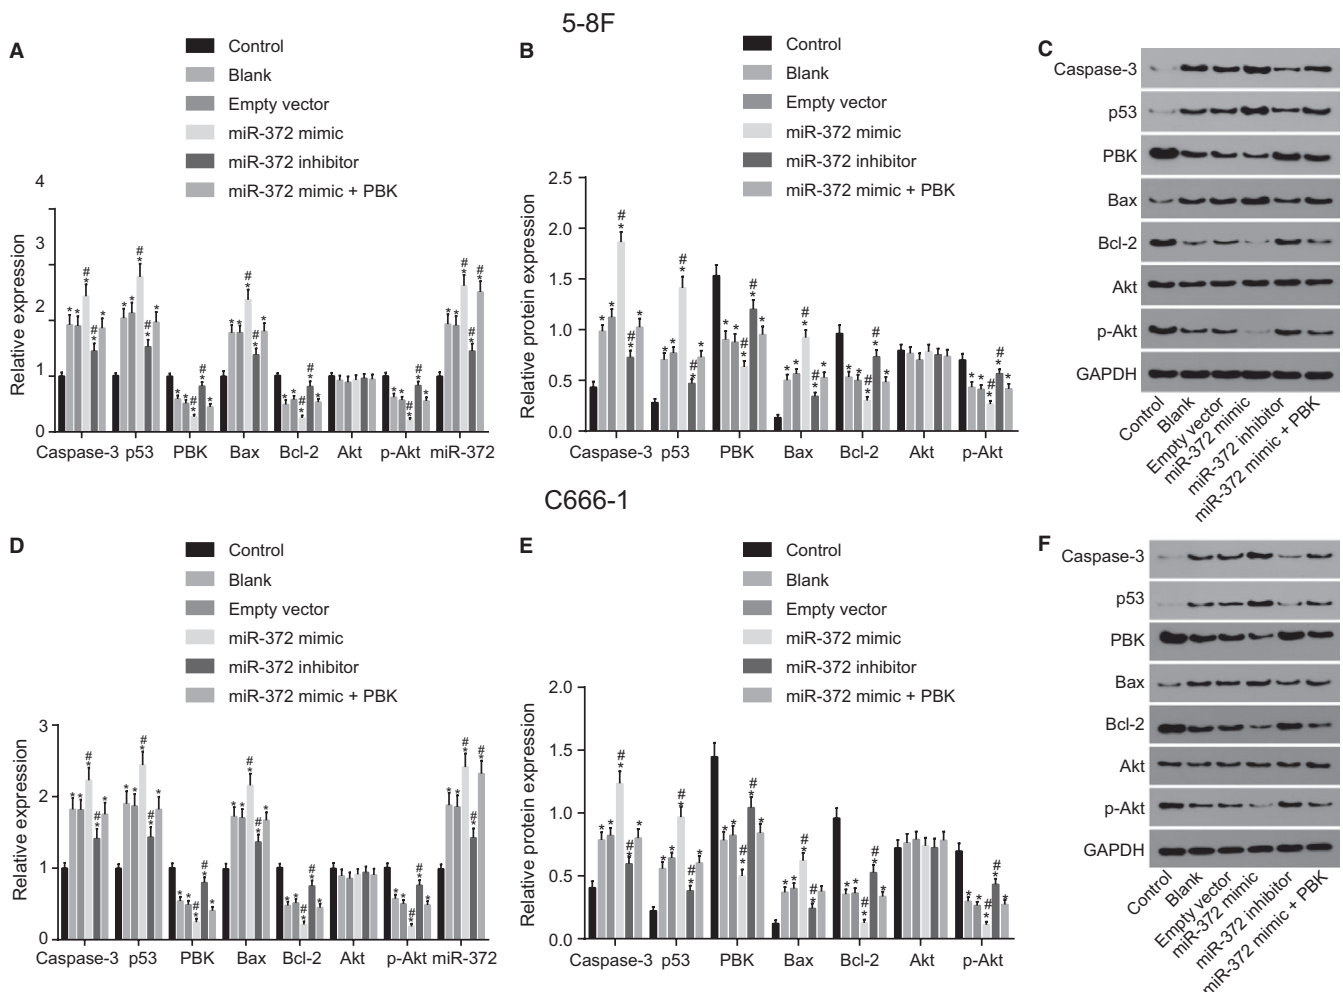 5-8F
A
Control
Blank
Empty vector
miR-372 mimic
miR-372 inhibitor
miR-372 mimic + PBK
Relative expression
4
3
2
1
0
Caspase-3 p53 PBK Bax Bcl-2 Akt p-Akt miR-372
B
Control
Blank
Empty vector
miR-372 mimic
miR-372 inhibitor
miR-372 mimic + PBK
Relative protein expression
2.5
2.0
1.5
1.0
0.5
0.0
Caspase-3 p53 PBK Bax Bcl-2 Akt p-Akt
C
Caspase-3
p53
PBK
Bax
Bcl-2
Akt
p-Akt
GAPDH
Control
Blank
Empty vector
miR-372 mimic
miR-372 inhibitor
miR-372 mimic + PBK
C666-1
D
Control
Blank
Empty vector
miR-372 mimic
miR-372 inhibitor
miR-372 mimic + PBK
Relative expression
3
2
1
0
Caspase-3 p53 PBK Bax Bcl-2 Akt p-Akt miR-372
E
Control
Blank
Empty vector
miR-372 mimic
miR-372 inhibitor
miR-372 mimic + PBK
Relative protein expression
2.0
1.5
1.0
0.5
0.0
Caspase-3 p53 PBK Bax Bcl-2 Akt p-Akt
F
Caspase-3
p53
PBK
Bax
Bcl-2
Akt
p-Akt
GAPDH
Control
Blank
Empty vector
miR-372 mimic
miR-372 inhibitor
miR-372 mimic + PBK